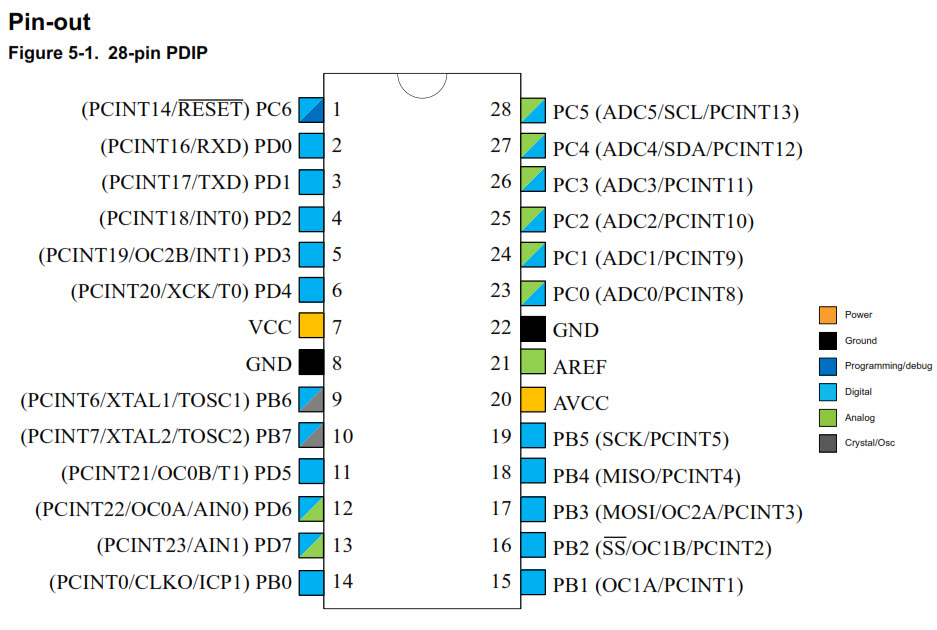 Pin-out
Figure 5-1. 28-pin PDIP
(PCINT14/RESET) PC6 1 28 PC5 (ADC5/SCL/PCINT13)
(PCINT16/RXD) PD0 2 27 PC4 (ADC4/SDA/PCINT12)
(PCINT17/TXD) PD1 3 26 PC3 (ADC3/PCINT11)
(PCINT18/INT0) PD2 4 25 PC2 (ADC2/PCINT10)
(PCINT19/OC2B/INT1) PD3 5 24 PC1 (ADC1/PCINT9)
(PCINT20/XCK/T0) PD4 6 23 PC0 (ADC0/PCINT8)
VCC 7 22 GND
GND 8 21 AREF
(PCINT6/XTAL1/TOSC1) PB6 9 20 AVCC
(PCINT7/XTAL2/TOSC2) PB7 10 19 PB5 (SCK/PCINT5)
(PCINT21/OC0B/T1) PD5 11 18 PB4 (MISO/PCINT4)
(PCINT22/OC0A/AIN0) PD6 12 17 PB3 (MOSI/OC2A/PCINT3)
(PCINT23/AIN1) PD7 13 16 PB2 (SS/OC1B/PCINT2)
(PCINT0/CLKO/ICP1) PB0 14 15 PB1 (OC1A/PCINT1)
Power
Ground
Programming/debug
Digital
Analog
Crystal/Osc